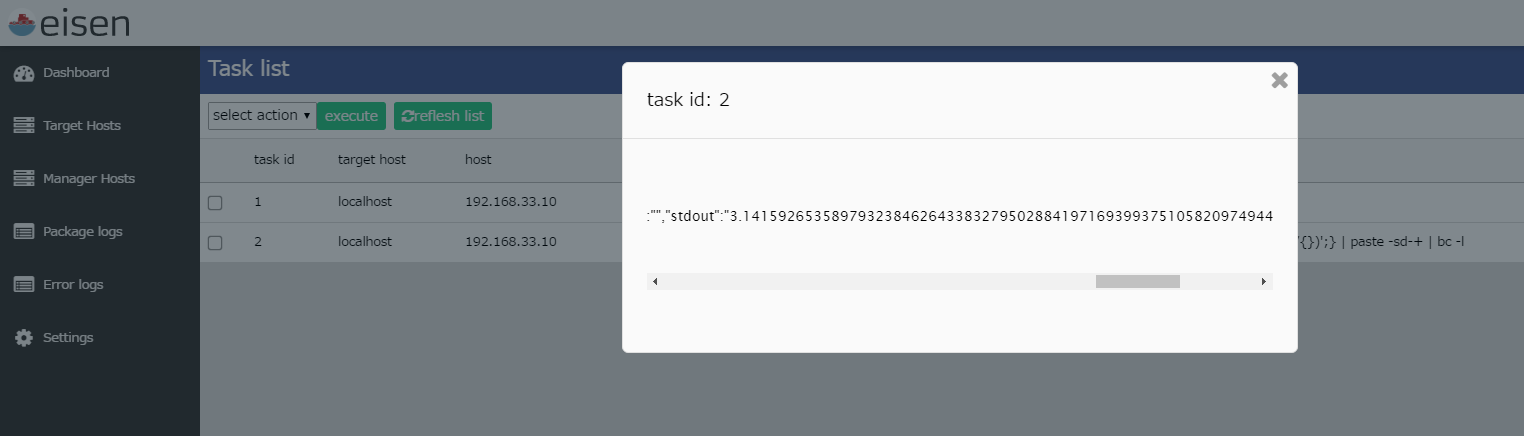 eisen
Dashboard
Target Hosts
Manager Hosts
Package logs
Error logs
Settings
Task list
select action
execute
reflesh list
task id target host host
1 localhost 192.168.33.10
2 localhost 192.168.33.10 '{})';} | paste -sd-+ | bc -l
task id: 2
:"","stdout":"3.141592653589793238462643383279502884197169399375105820974944